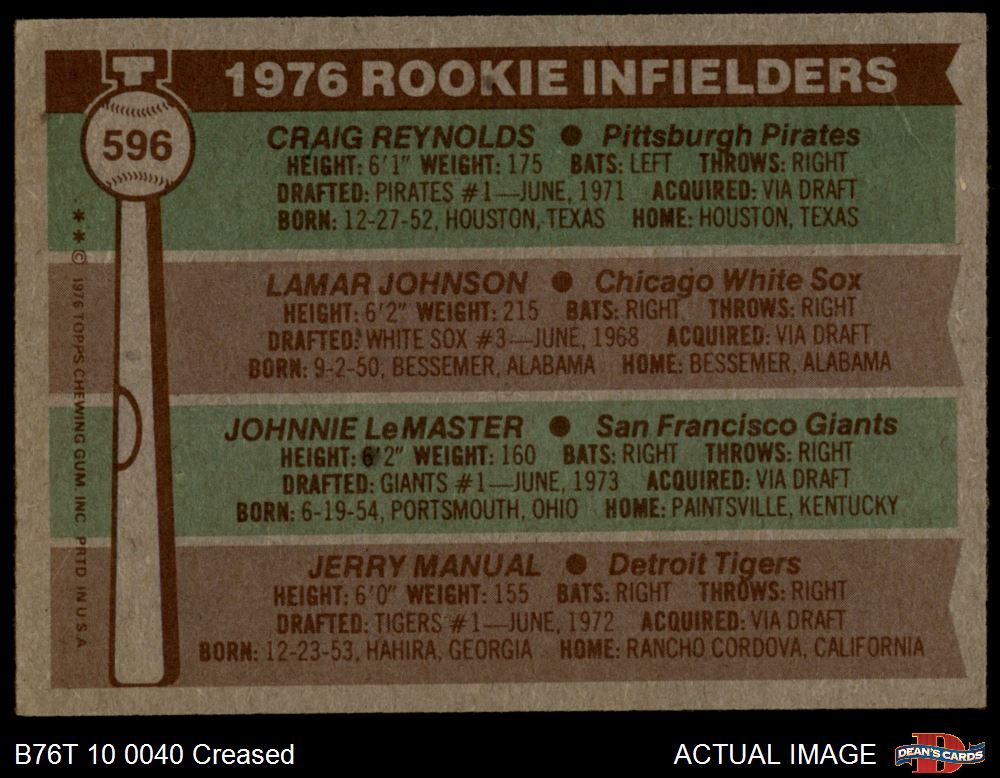 1976 ROOKIE INFIELDERS
596
CRAIG REYNOLDS ● Pittsburgh Pirates
HEIGHT: 6'1" WEIGHT: 175 BATS: LEFT THROWS: RIGHT
DRAFTED: PIRATES #1—JUNE, 1971 ACQUIRED: VIA DRAFT
BORN: 12-27-52, HOUSTON, TEXAS HOME: HOUSTON, TEXAS
LAMAR JOHNSON ● Chicago White Sox
HEIGHT: 6'2" WEIGHT: 215 BATS: RIGHT THROWS: RIGHT
DRAFTED: WHITE SOX #3—JUNE, 1968 ACQUIRED: VIA DRAFT
BORN: 9-2-50, BESSEMER, ALABAMA HOME: BESSEMER, ALABAMA
JOHNNIE LeMASTER ● San Francisco Giants
HEIGHT: 6'2" WEIGHT: 160 BATS: RIGHT THROWS: RIGHT
DRAFTED: GIANTS #1—JUNE, 1973 ACQUIRED: VIA DRAFT
BORN: 6-19-54, PORTSMOUTH, OHIO HOME: PAINTSVILLE, KENTUCKY
JERRY MANUAL ● Detroit Tigers
HEIGHT: 6'0" WEIGHT: 155 BATS: RIGHT THROWS: RIGHT
DRAFTED: TIGERS #1—JUNE, 1972 ACQUIRED: VIA DRAFT
BORN: 12-23-53, HAHIRA, GEORGIA HOME: RANCHO CORDOVA, CALIFORNIA
** © 1976 TOPPS CHEWING GUM INC PRTD IN U.S.A
B76T 10 0040 Creased
ACTUAL IMAGE
DEAN'S CARDS